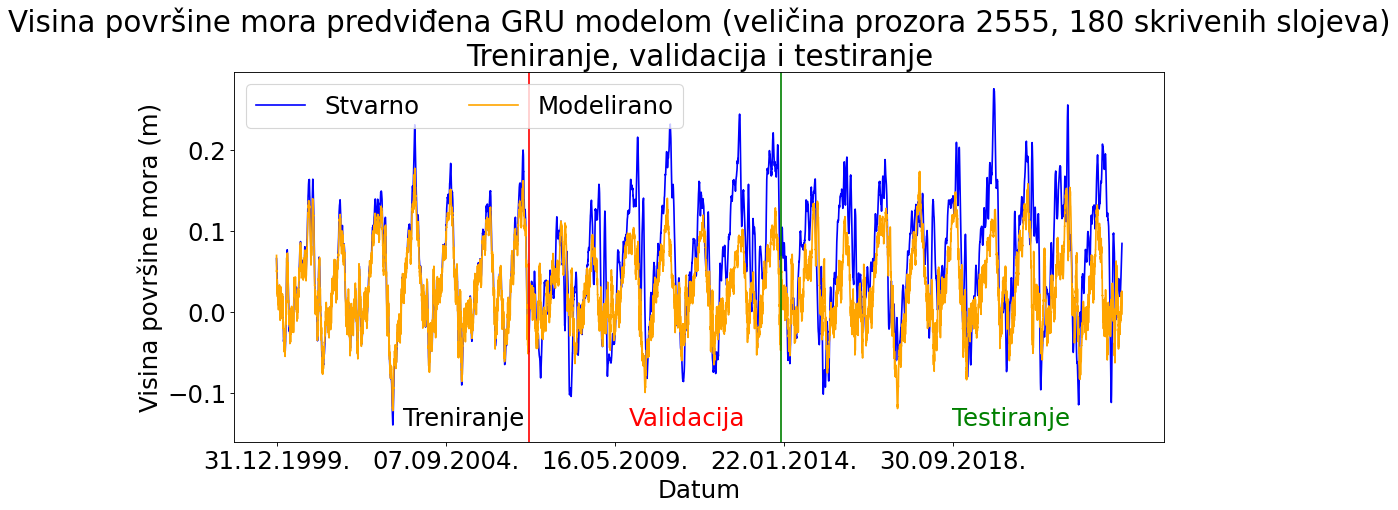 Visina površine mora predviđena GRU modelom (veličina prozora 2555, 180 skrivenih slojeva)
Treniranje, validacija i testiranje
Stvarno Modelirano
Visina površine mora (m)
0.2
0.1
0.0
−0.1
Treniranje Validacija Testiranje
31.12.1999. 07.09.2004. 16.05.2009. 22.01.2014. 30.09.2018.
Datum